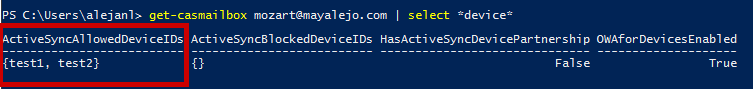 PS C:\Users\alejanl> get-casmailbox mozart@mayalejo.com | select *device*
ActiveSyncAllowedDeviceIDs ActiveSyncBlockedDeviceIDs HasActiveSyncDevicePartnership OWAforDevicesEnabled
-------------------------- -------------------------- ------------------------------ --------------------
{test1, test2} {} False True